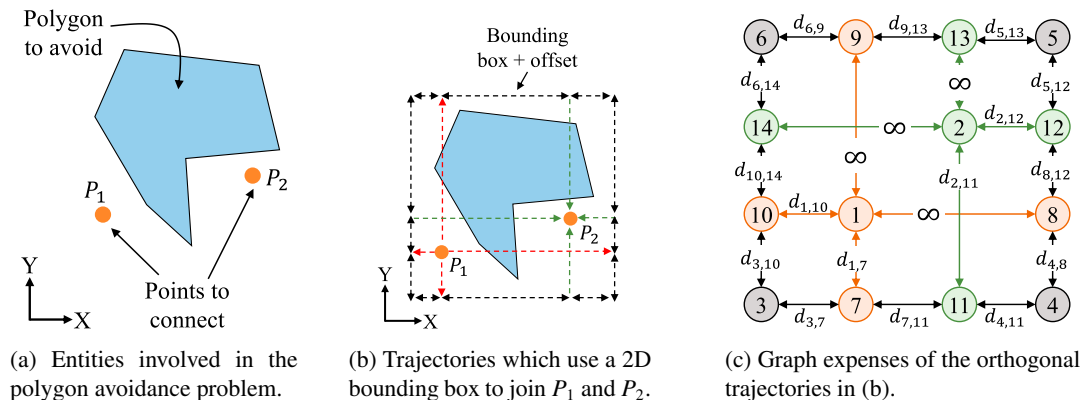 Polygon
to avoid
P₁
P₂
Y
X
Points to
connect
(a) Entities involved in the
polygon avoidance problem.
Bounding
box + offset
P₂
P₁
Y
X
(b) Trajectories which use a 2D
bounding box to join P₁ and P₂.
6 d₆,₉ 9 d₉,₁₃ 13 d₅,₁₃ 5
d₆,₁₄ ∞ d₅,₁₂
14 ∞ 2 d₂,₁₂ 12
d₁₀,₁₄ ∞ d₂,₁₁ d₈,₁₂
10 d₁,₁₀ 1 ∞ 8
d₃,₁₀ d₁,₇ d₄,₈
3 d₃,₇ 7 d₇,₁₁ 11 d₄,₁₁ 4
(c) Graph expenses of the orthogonal
trajectories in (b).